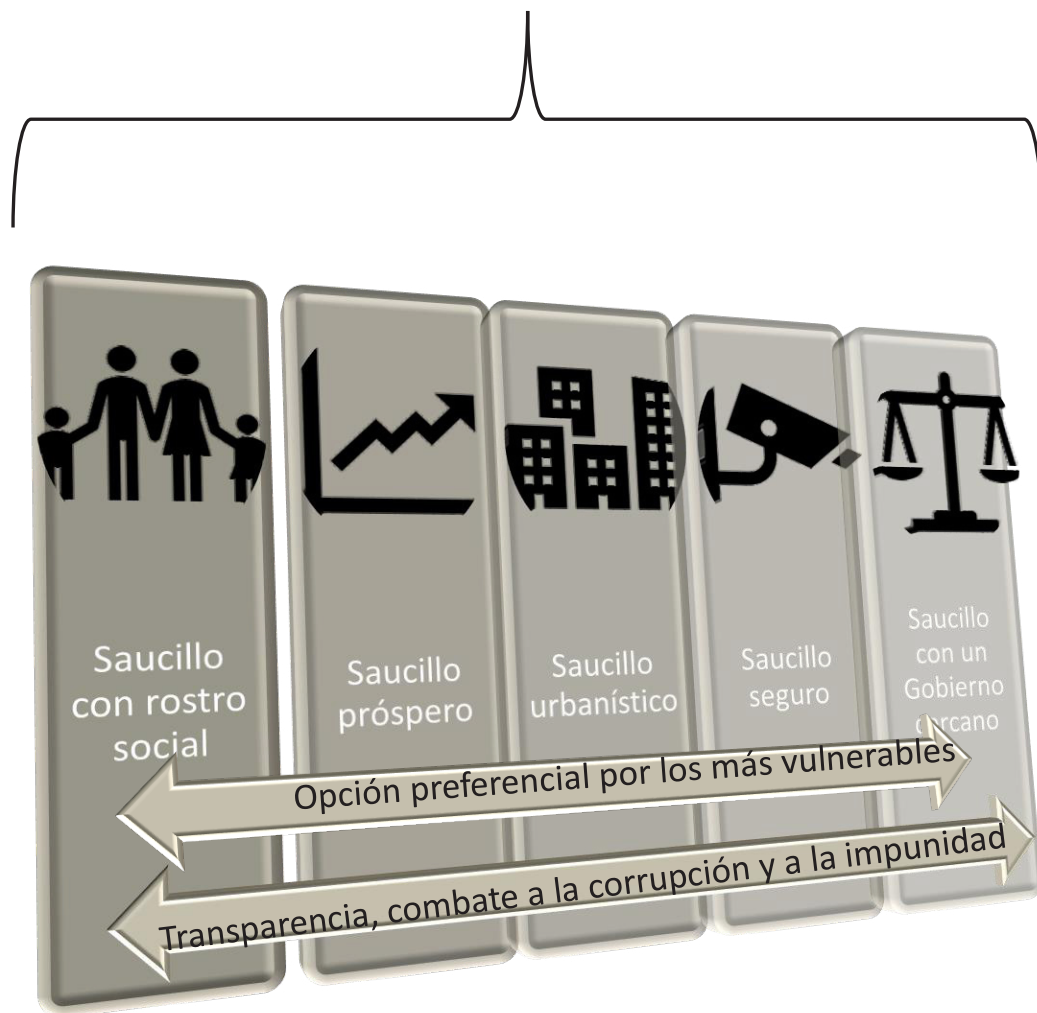 Saucillo
con rostro
social
Saucillo
próspero
Saucillo
urbanístico
Saucillo
seguro
Saucillo
con un
Gobierno
cercano
Opción preferencial por los más vulnerables
Transparencia, combate a la corrupción y a la impunidad